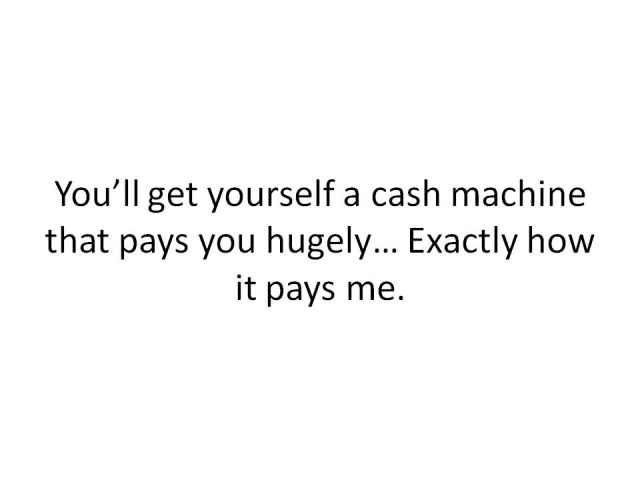 You’ll get yourself a cash machine
that pays you hugely… Exactly how
it pays me.